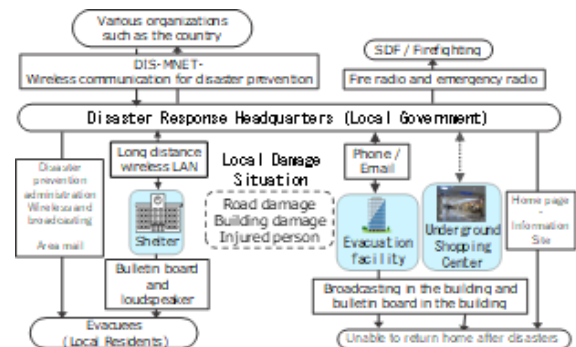 Various organizations
such as the country
SDF / Firefighting
DIS-MNET-
Wireless communication for disaster prevention
Fire radio and emergency radio
Disaster Response Headquarters (Local Government)
Disaster
prevention
administration
Wireless and
broadcasting
Area mail
Long distance
wireless LAN
Shelter
Bulletin board
and
loudspeaker
Local Damage
Situation
Road damage
Building damage
Injured person
Phone /
Email
Evacuation
facility
Underground
Shopping
Center
Home page
-
Information
Site
Broadcasting in the building and
bulletin board in the building
Evacuees
(Local Residents)
Unable to return home after disasters